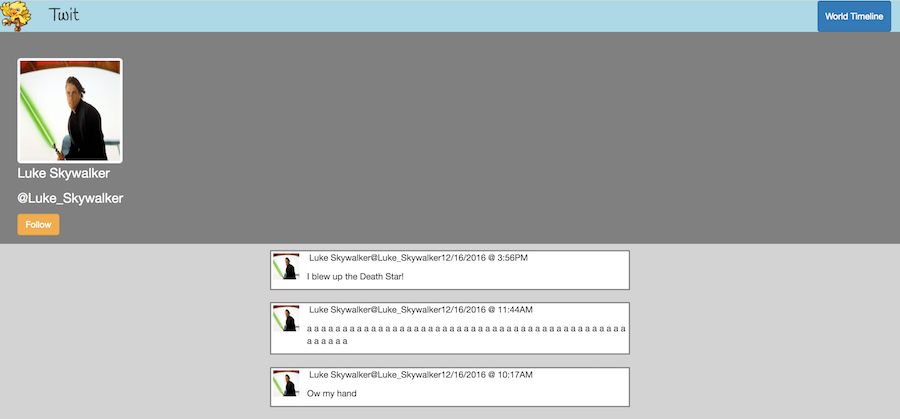 Twit
World Timeline
Luke Skywalker
@Luke_Skywalker
Follow
Luke Skywalker@Luke_Skywalker12/16/2016 @ 3:56PM
I blew up the Death Star!
Luke Skywalker@Luke_Skywalker12/16/2016 @ 11:44AM
a a a a a a a a a a a a a a a a a a a a a a a a a a a a a a a a a a a a a a a a a a a a a
a a a a a a
Luke Skywalker@Luke_Skywalker12/16/2016 @ 10:17AM
Ow my hand